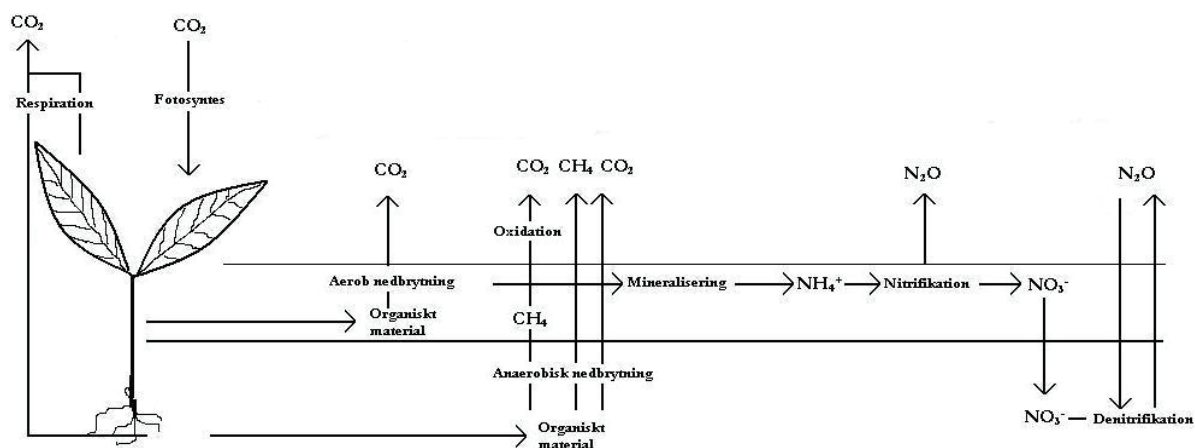 CO₂
CO₂
Respiration
Fotosyntes
CO₂
CO₂ CH₄ CO₂
N₂O
N₂O
Oxidation
Aerob nedbrytning
Mineralisering
NH₄⁺
Nitrifikation
NO₃⁻
Organiskt
material
CH₄
Anaerobisk nedbrytning
Organiskt
material
NO₃⁻
Denitrifikation